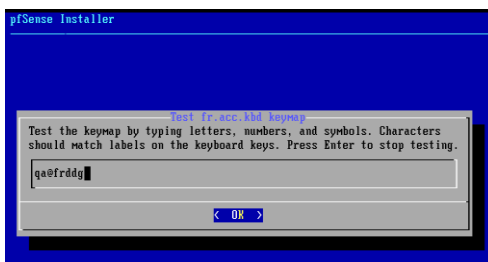 pfSense Installer
Test fr.acc.kbd keymap
Test the keymap by typing letters, numbers, and symbols. Characters
should match labels on the keyboard keys. Press Enter to stop testing.
qa@frddg
< OK >